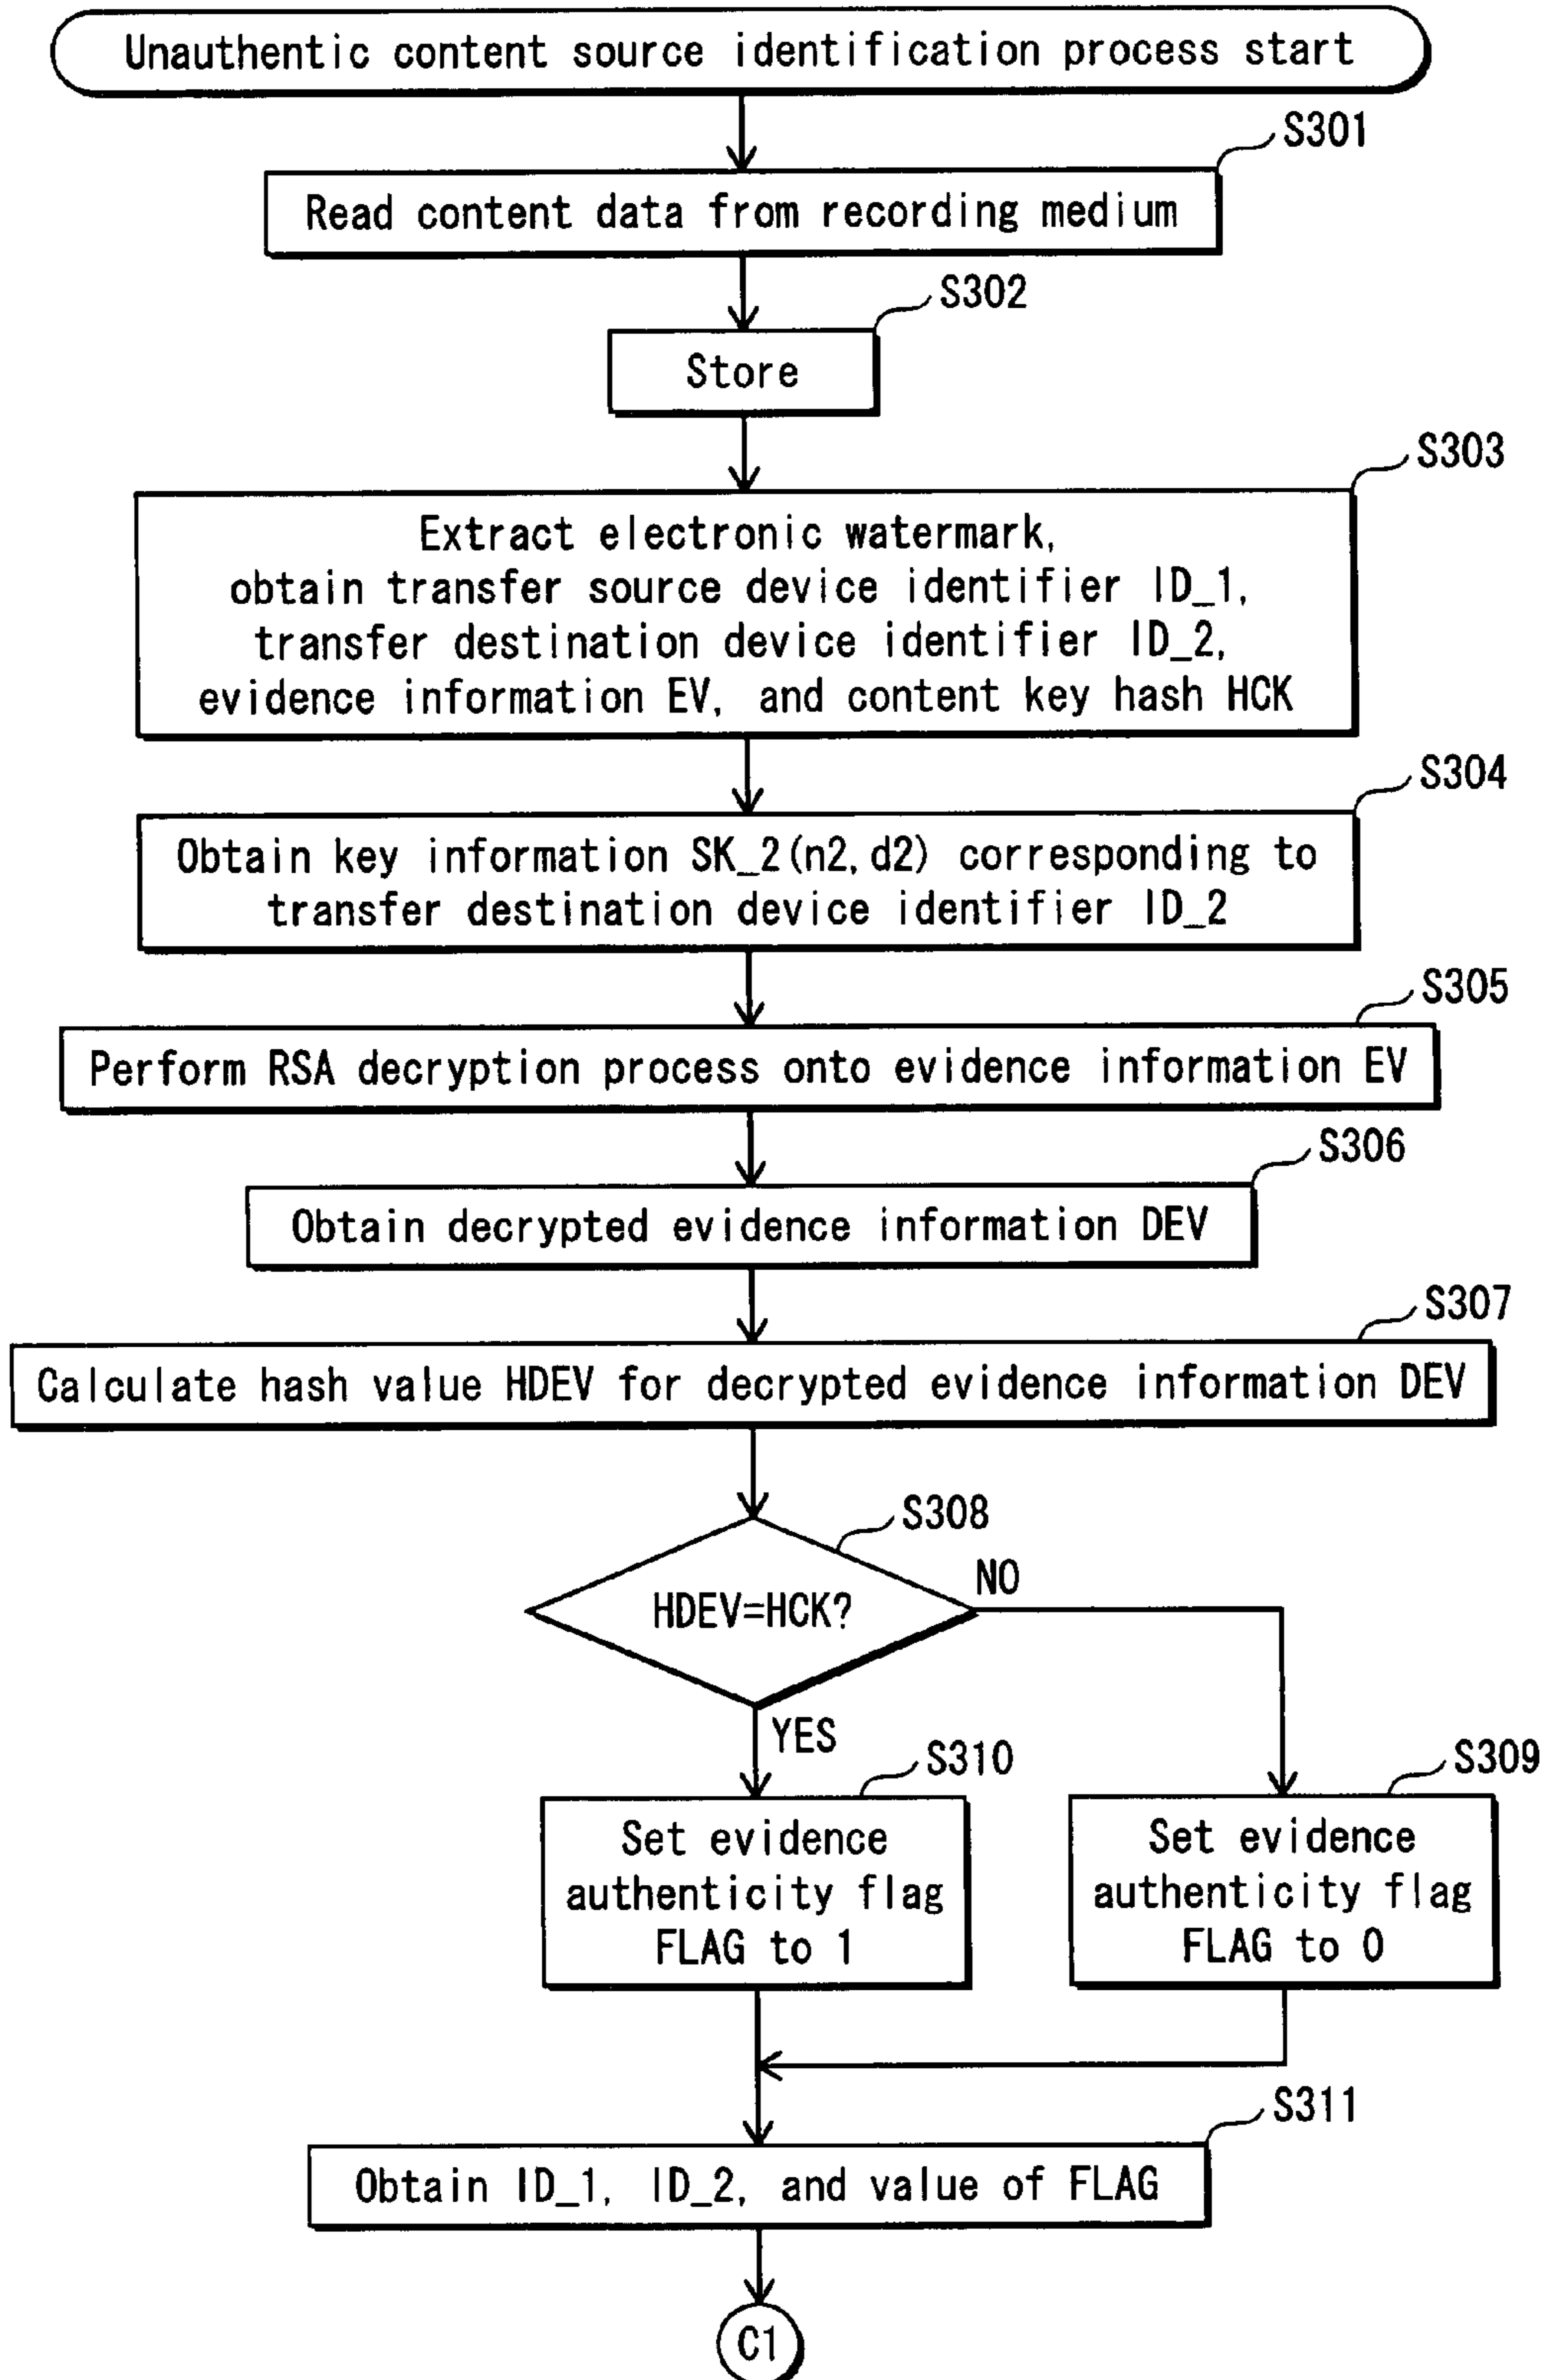 Unauthentic content source identification process start
S301
Read content data from recording medium
S302
Store
S303
Extract electronic watermark,
obtain transfer source device identifier ID_1,
transfer destination device identifier ID_2,
evidence information EV, and content key hash HCK
S304
Obtain key information SK_2(n2,d2) corresponding to
transfer destination device identifier ID_2
S305
Perform RSA decryption process onto evidence information EV
S306
Obtain decrypted evidence information DEV
S307
Calculate hash value HDEV for decrypted evidence information DEV
S308
HDEV=HCK?
NO
YES
S310
Set evidence
authenticity flag
FLAG to 1
S309
Set evidence
authenticity flag
FLAG to 0
S311
Obtain ID_1, ID_2, and value of FLAG
C1